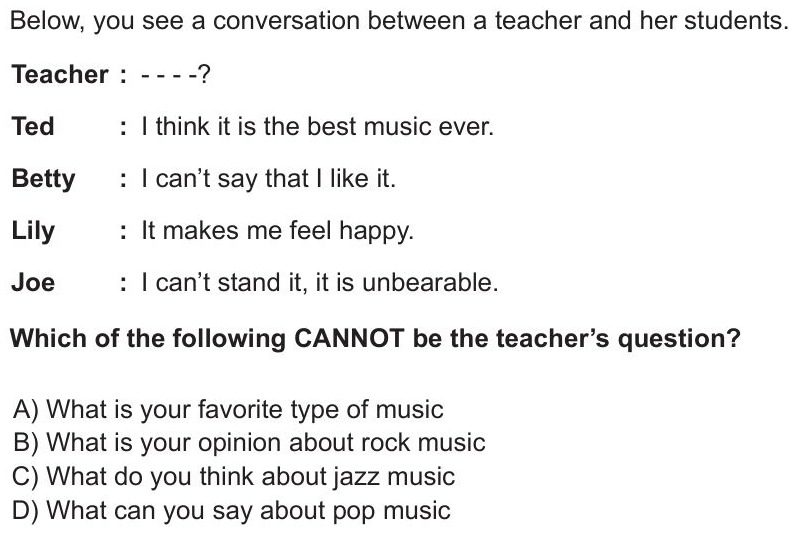 Below, you see a conversation between a teacher and her students.
Teacher : - - - -?
Ted : I think it is the best music ever.
Betty : I can’t say that I like it.
Lily : It makes me feel happy.
Joe : I can’t stand it, it is unbearable.
Which of the following CANNOT be the teacher’s question?
A) What is your favorite type of music
B) What is your opinion about rock music
C) What do you think about jazz music
D) What can you say about pop music